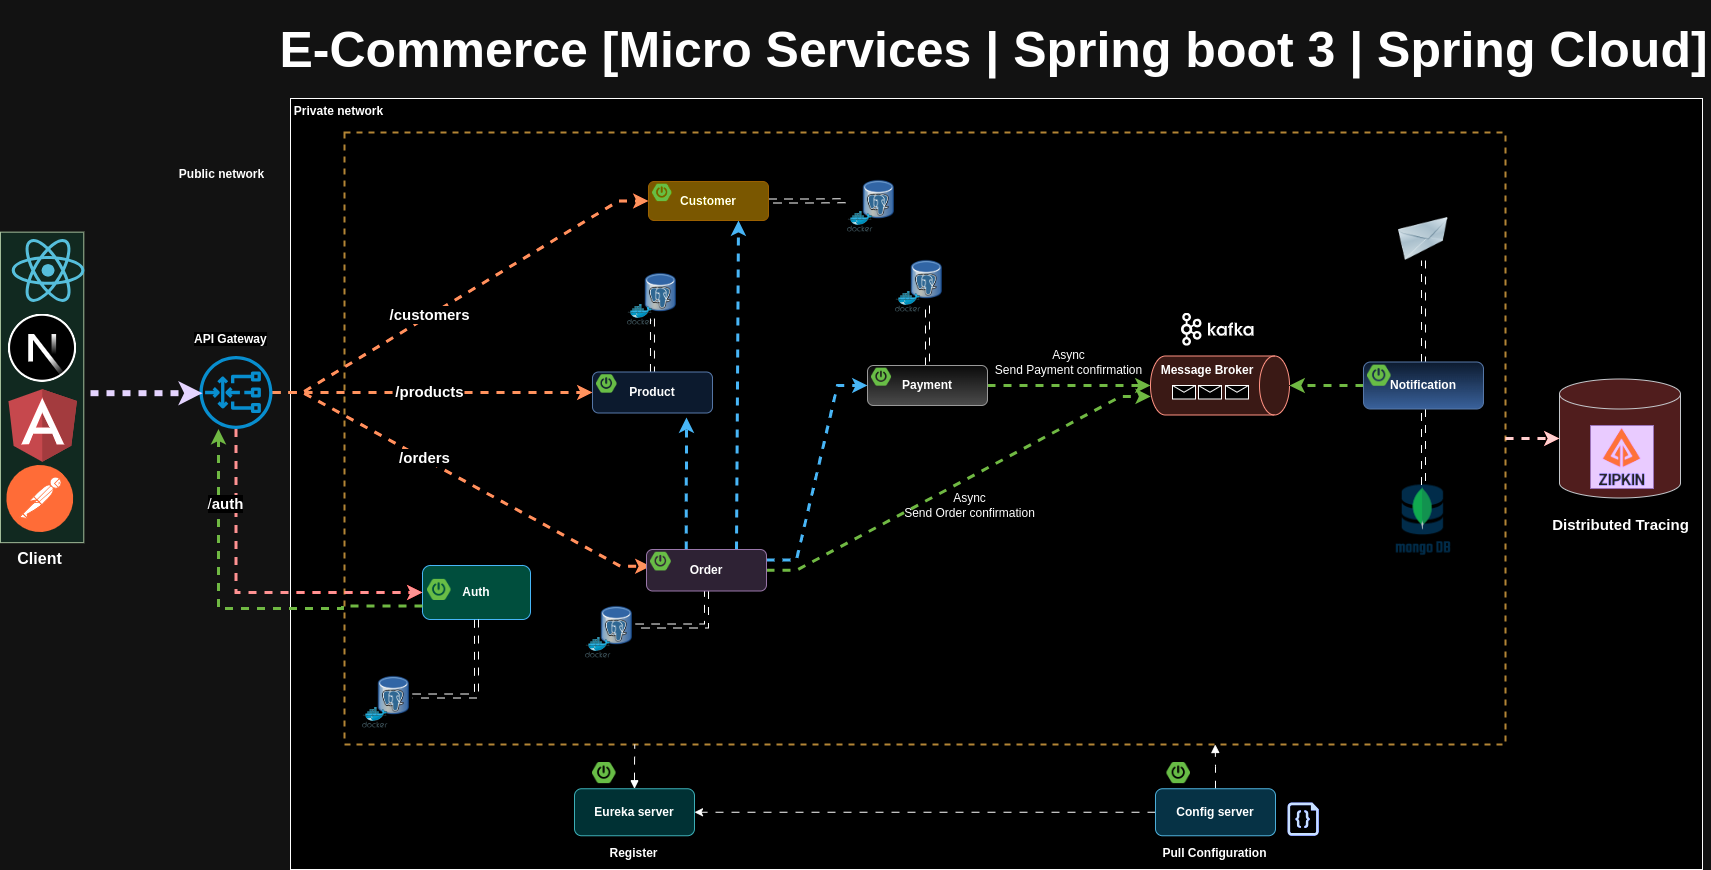 E-Commerce [Micro Services | Spring boot 3 | Spring Cloud]
Private network
Public network
Customer
docker
docker
docker
/customers
kafka
API Gateway
Async
Send Payment confirmation
Message Broker
Payment
Notification
/products
Product
/orders
ZIPKIN
/auth
Async
Send Order confirmation
Distributed Tracing
mongo DB
Client
Order
Auth
docker
docker
Eureka server
Config server
{}
Register
Pull Configuration